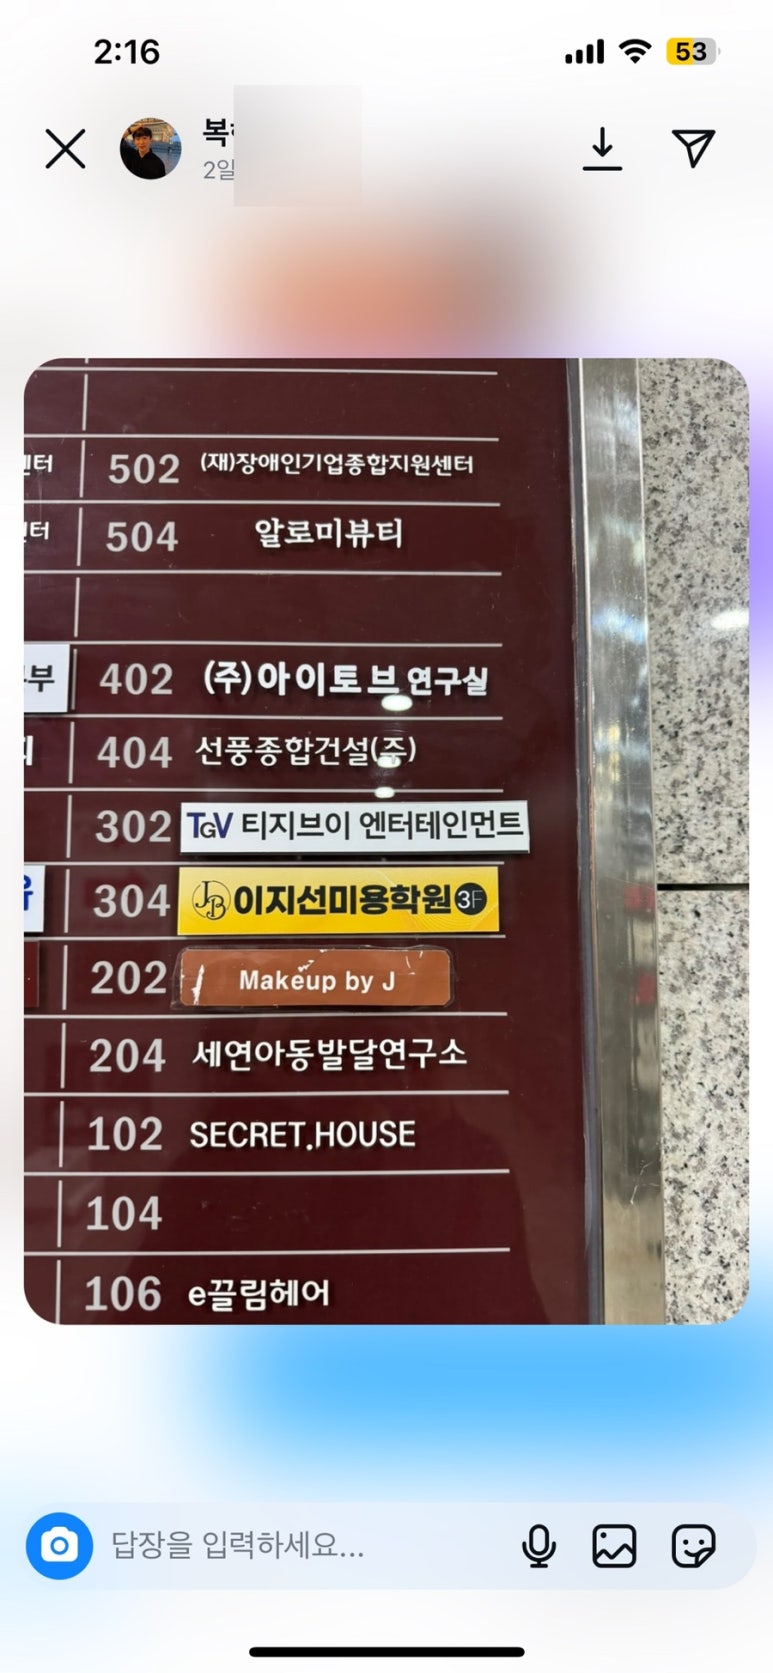 2:16
53
복
2일
502 (재)장애인기업종합지원센터
504 알로미뷰티
402 (주)아이토브 연구실
404 선풍종합건설(주)
302 TGV 티지브이 엔터테인먼트
304 JB 이지선미용학원 3F
202 Makeup by J
204 세연아동발달연구소
102 SECRET.HOUSE
104
106 e끌림헤어
답장을 입력하세요...